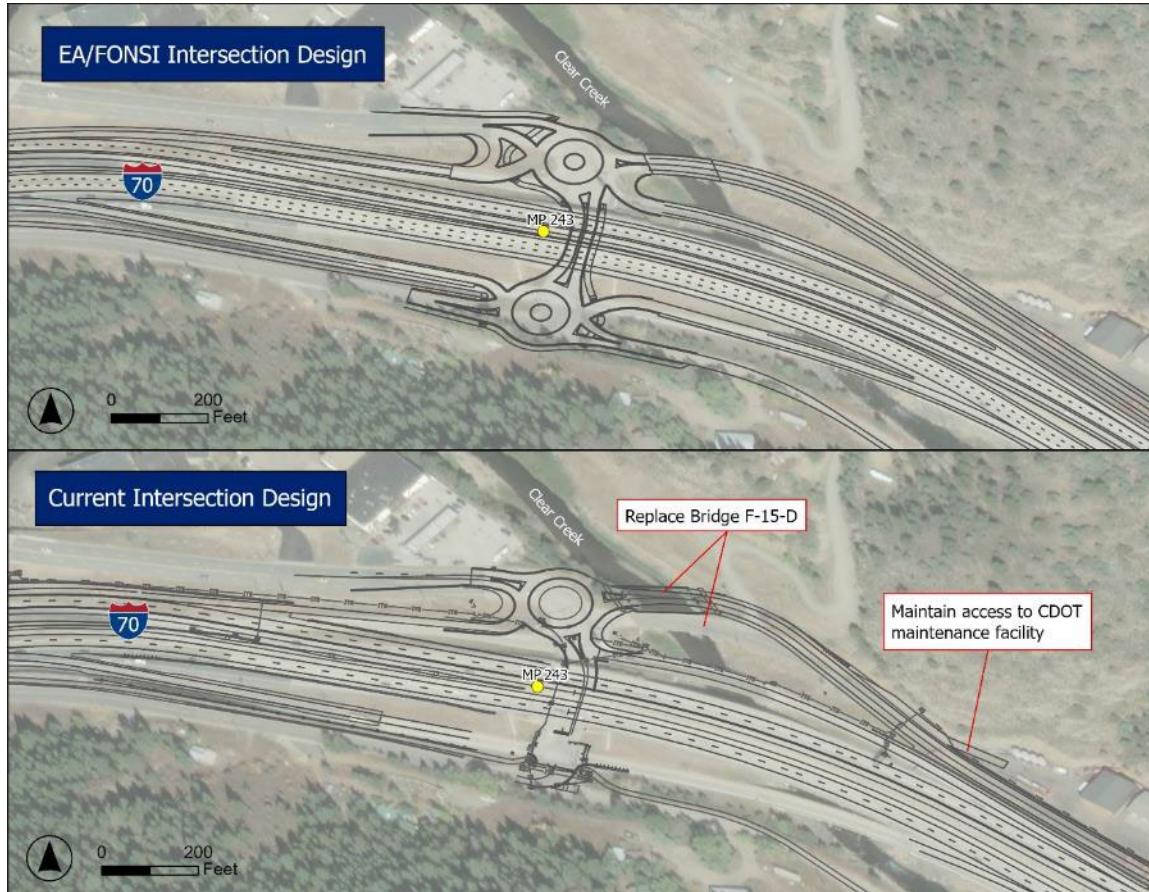 EA/FONSI Intersection Design
Clear Creek
70
MP 243
0 200
Feet
Current Intersection Design
Clear Creek
Replace Bridge F-15-D
70
Maintain access to CDOT
maintenance facility
MP 243
0 200
Feet